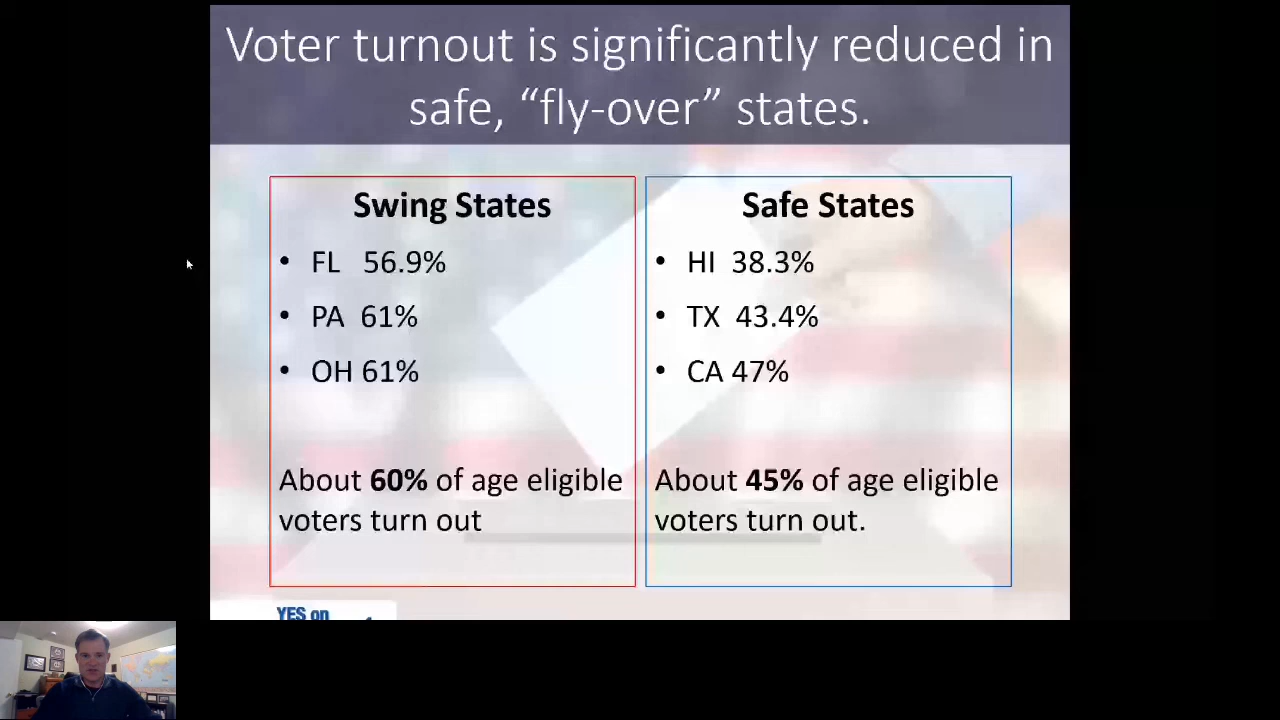 Voter turnout is significantly reduced in
safe, “fly-over” states.
Swing States
• FL 56.9%
• PA 61%
• OH 61%
About 60% of age eligible
voters turn out
Safe States
• HI 38.3%
• TX 43.4%
• CA 47%
About 45% of age eligible
voters turn out.
YES on